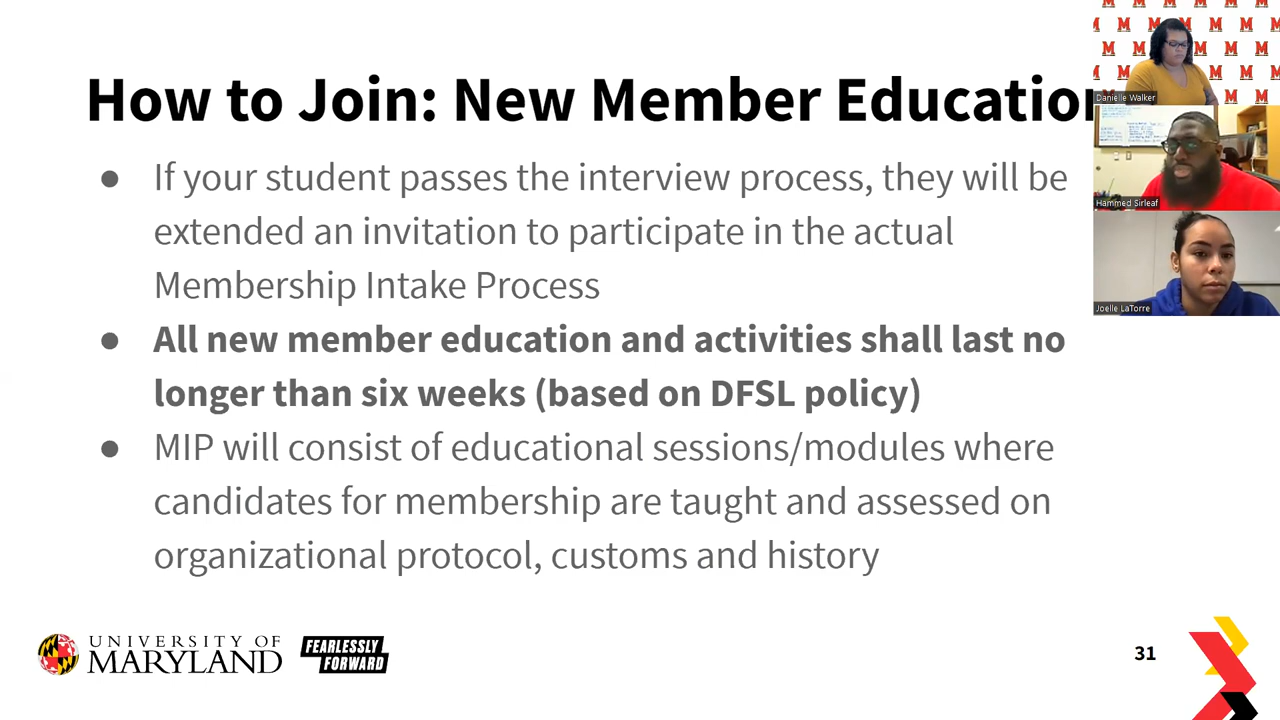 How to Join: New Member Education
● If your student passes the interview process, they will be
extended an invitation to participate in the actual
Membership Intake Process
● All new member education and activities shall last no
longer than six weeks (based on DFSL policy)
● MIP will consist of educational sessions/modules where
candidates for membership are taught and assessed on
organizational protocol, customs and history
UNIVERSITY OF
MARYLAND
FEARLESSLY
FORWARD
31
Danielle Walker
Hammed Sirleaf
Joelle LaTorre